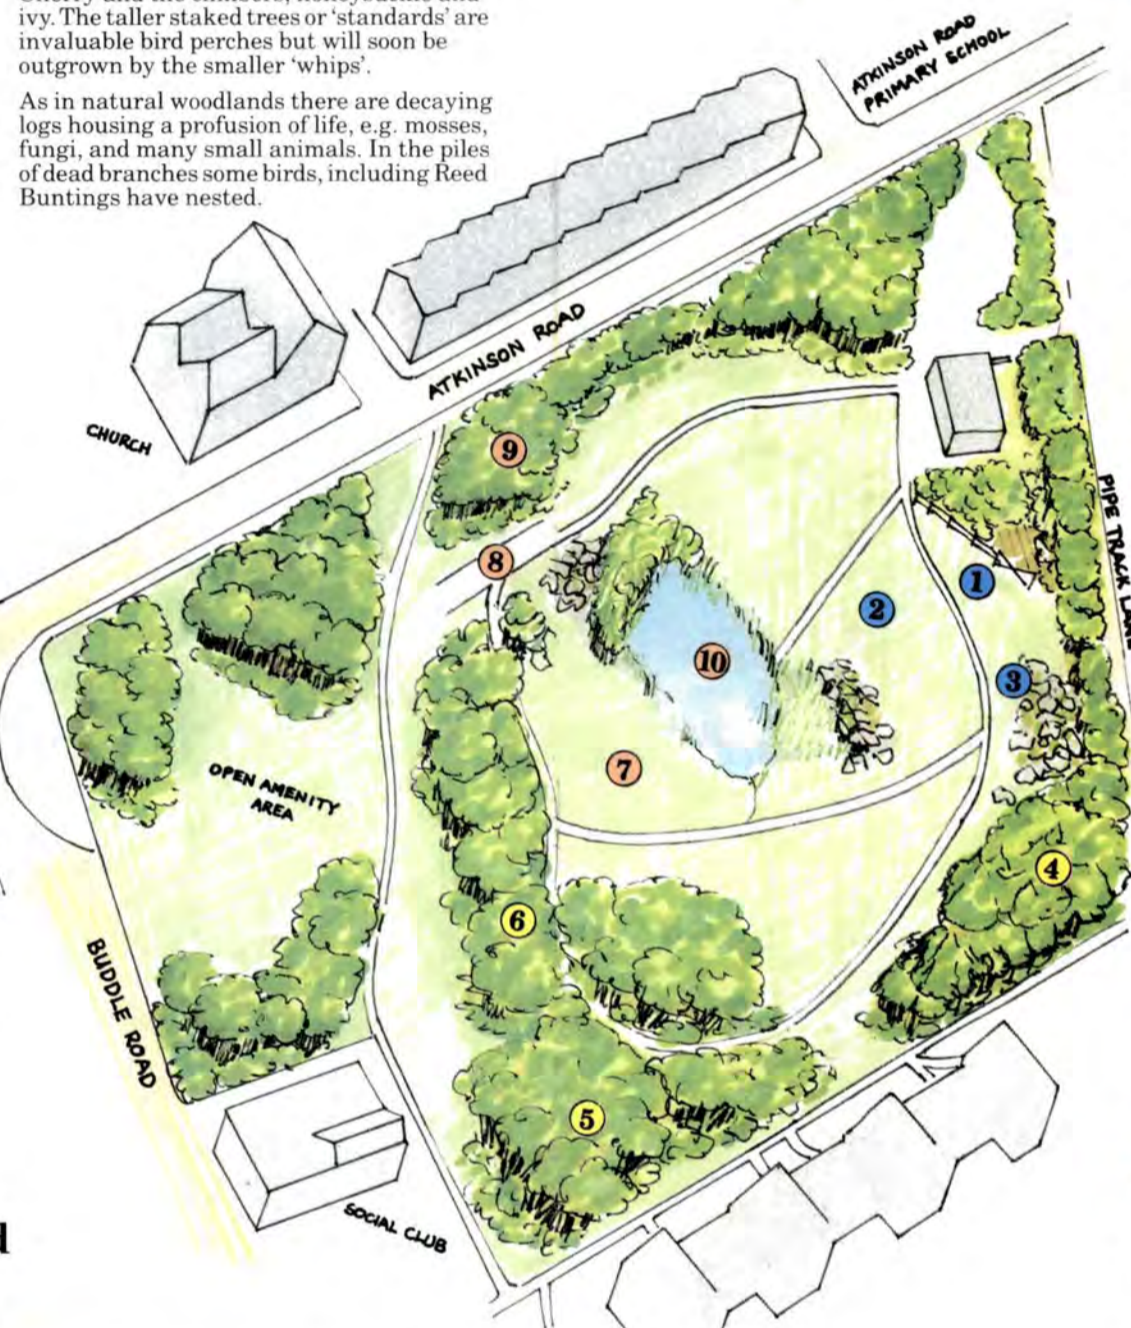 ivy. The taller staked trees or ‘standards’ are
invaluable bird perches but will soon be
outgrown by the smaller ‘whips’.
As in natural woodlands there are decaying
logs housing a profusion of life, e.g. mosses,
fungi, and many small animals. In the piles
of dead branches some birds, including Reed
Buntings have nested.
ATKINSON ROAD
PRIMARY SCHOOL
ATKINSON ROAD
CHURCH
PIPE TRACK LANE
9
8
1
2
10
3
7
OPEN AMENITY
AREA
4
6
BUDDLE ROAD
5
SOCIAL CLUB